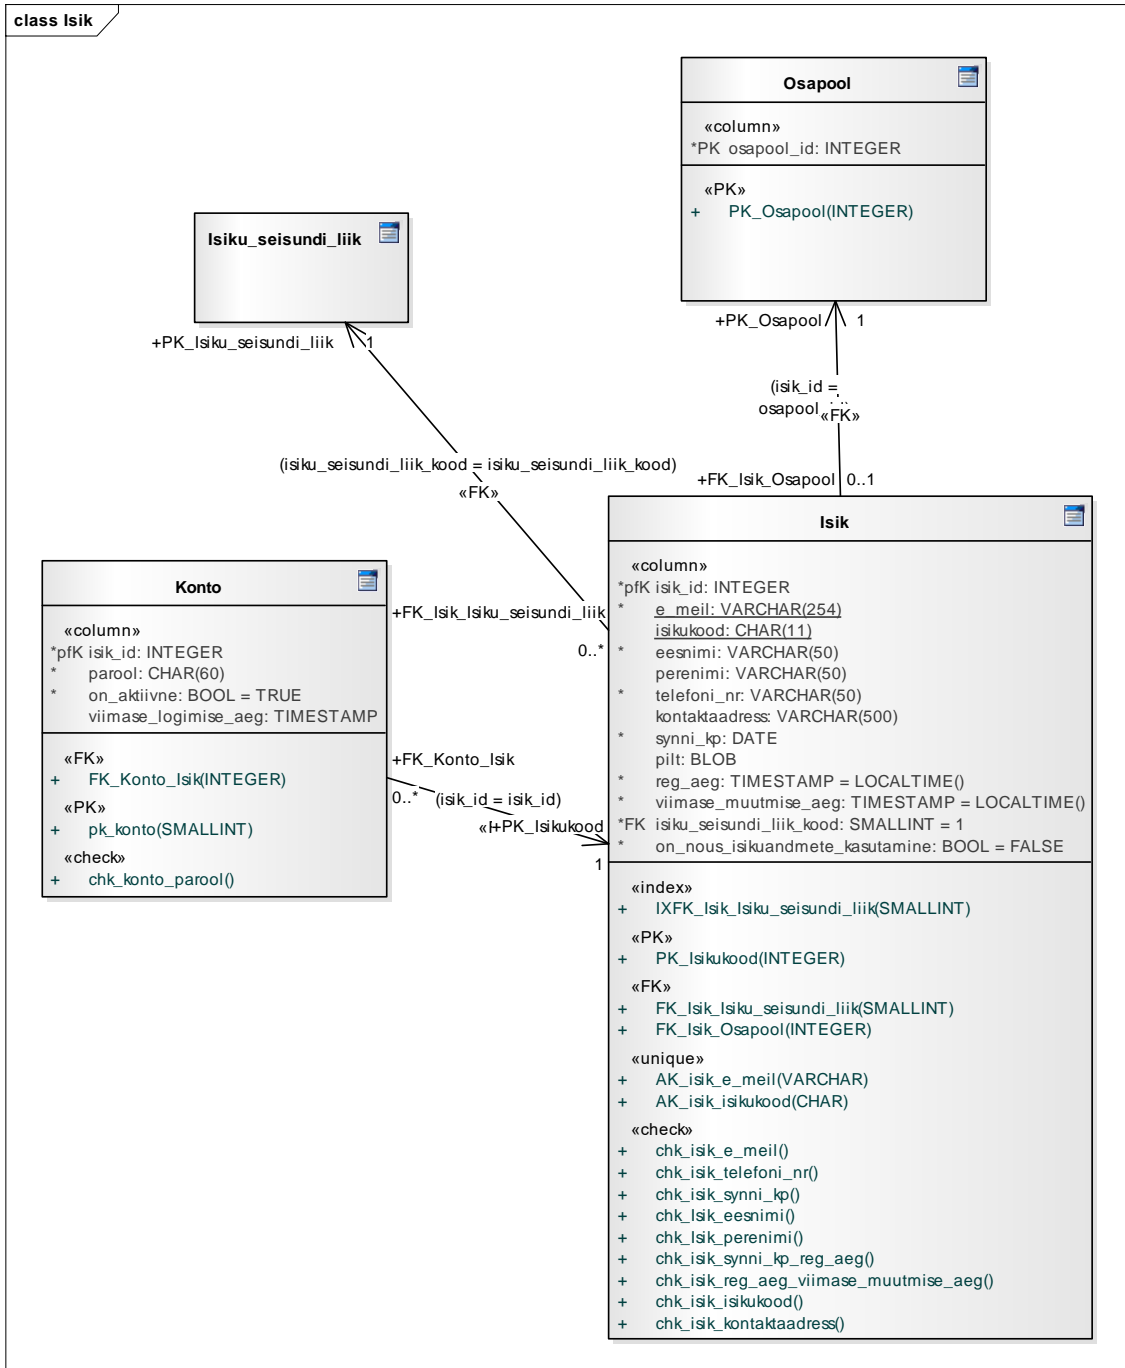 class Isik
Osapool
«column»
*PK osapool_id: INTEGER
«PK»
+ PK_Osapool(INTEGER)
Isiku_seisundi_liik
+PK_Osapool 1
+PK_Isiku_seisundi_liik 1
(isik_id =
osapool
«FK»
(isiku_seisundi_liik_kood = isiku_seisundi_liik_kood)
«FK»
+FK_Isik_Osapool 0..1
Konto
«column»
*pfK isik_id: INTEGER
* parool: CHAR(60)
* on_aktiivne: BOOL = TRUE
viimase_logimise_aeg: TIMESTAMP
«FK»
+ FK_Konto_Isik(INTEGER)
«PK»
+ pk_konto(SMALLINT)
«check»
+ chk_konto_parool()
+FK_Isik_Isiku_seisundi_liik
0..*
+FK_Konto_Isik
0..* (isik_id = isik_id)
+PK_Isikukood
1
Isik
«column»
*pfK isik_id: INTEGER
* e_meil: VARCHAR(254)
isikukood: CHAR(11)
* eesnimi: VARCHAR(50)
perenimi: VARCHAR(50)
* telefoni_nr: VARCHAR(50)
kontaktaadress: VARCHAR(500)
* synni_kp: DATE
pilt: BLOB
* reg_aeg: TIMESTAMP = LOCALTIME()
* viimase_muutmise_aeg: TIMESTAMP = LOCALTIME()
*FK isiku_seisundi_liik_kood: SMALLINT = 1
* on_nous_isikuandmete_kasutamine: BOOL = FALSE
«index»
+ IXFK_Isik_Isiku_seisundi_liik(SMALLINT)
«PK»
+ PK_Isikukood(INTEGER)
«FK»
+ FK_Isik_Isiku_seisundi_liik(SMALLINT)
+ FK_Isik_Osapool(INTEGER)
«unique»
+ AK_isik_e_meil(VARCHAR)
+ AK_isik_isikukood(CHAR)
«check»
+ chk_isik_e_meil()
+ chk_isik_telefoni_nr()
+ chk_isik_synni_kp()
+ chk_Isik_eesnimi()
+ chk_Isik_perenimi()
+ chk_isik_synni_kp_reg_aeg()
+ chk_isik_reg_aeg_viimase_muutmise_aeg()
+ chk_isik_isikukood()
+ chk_isik_kontaktaadress()